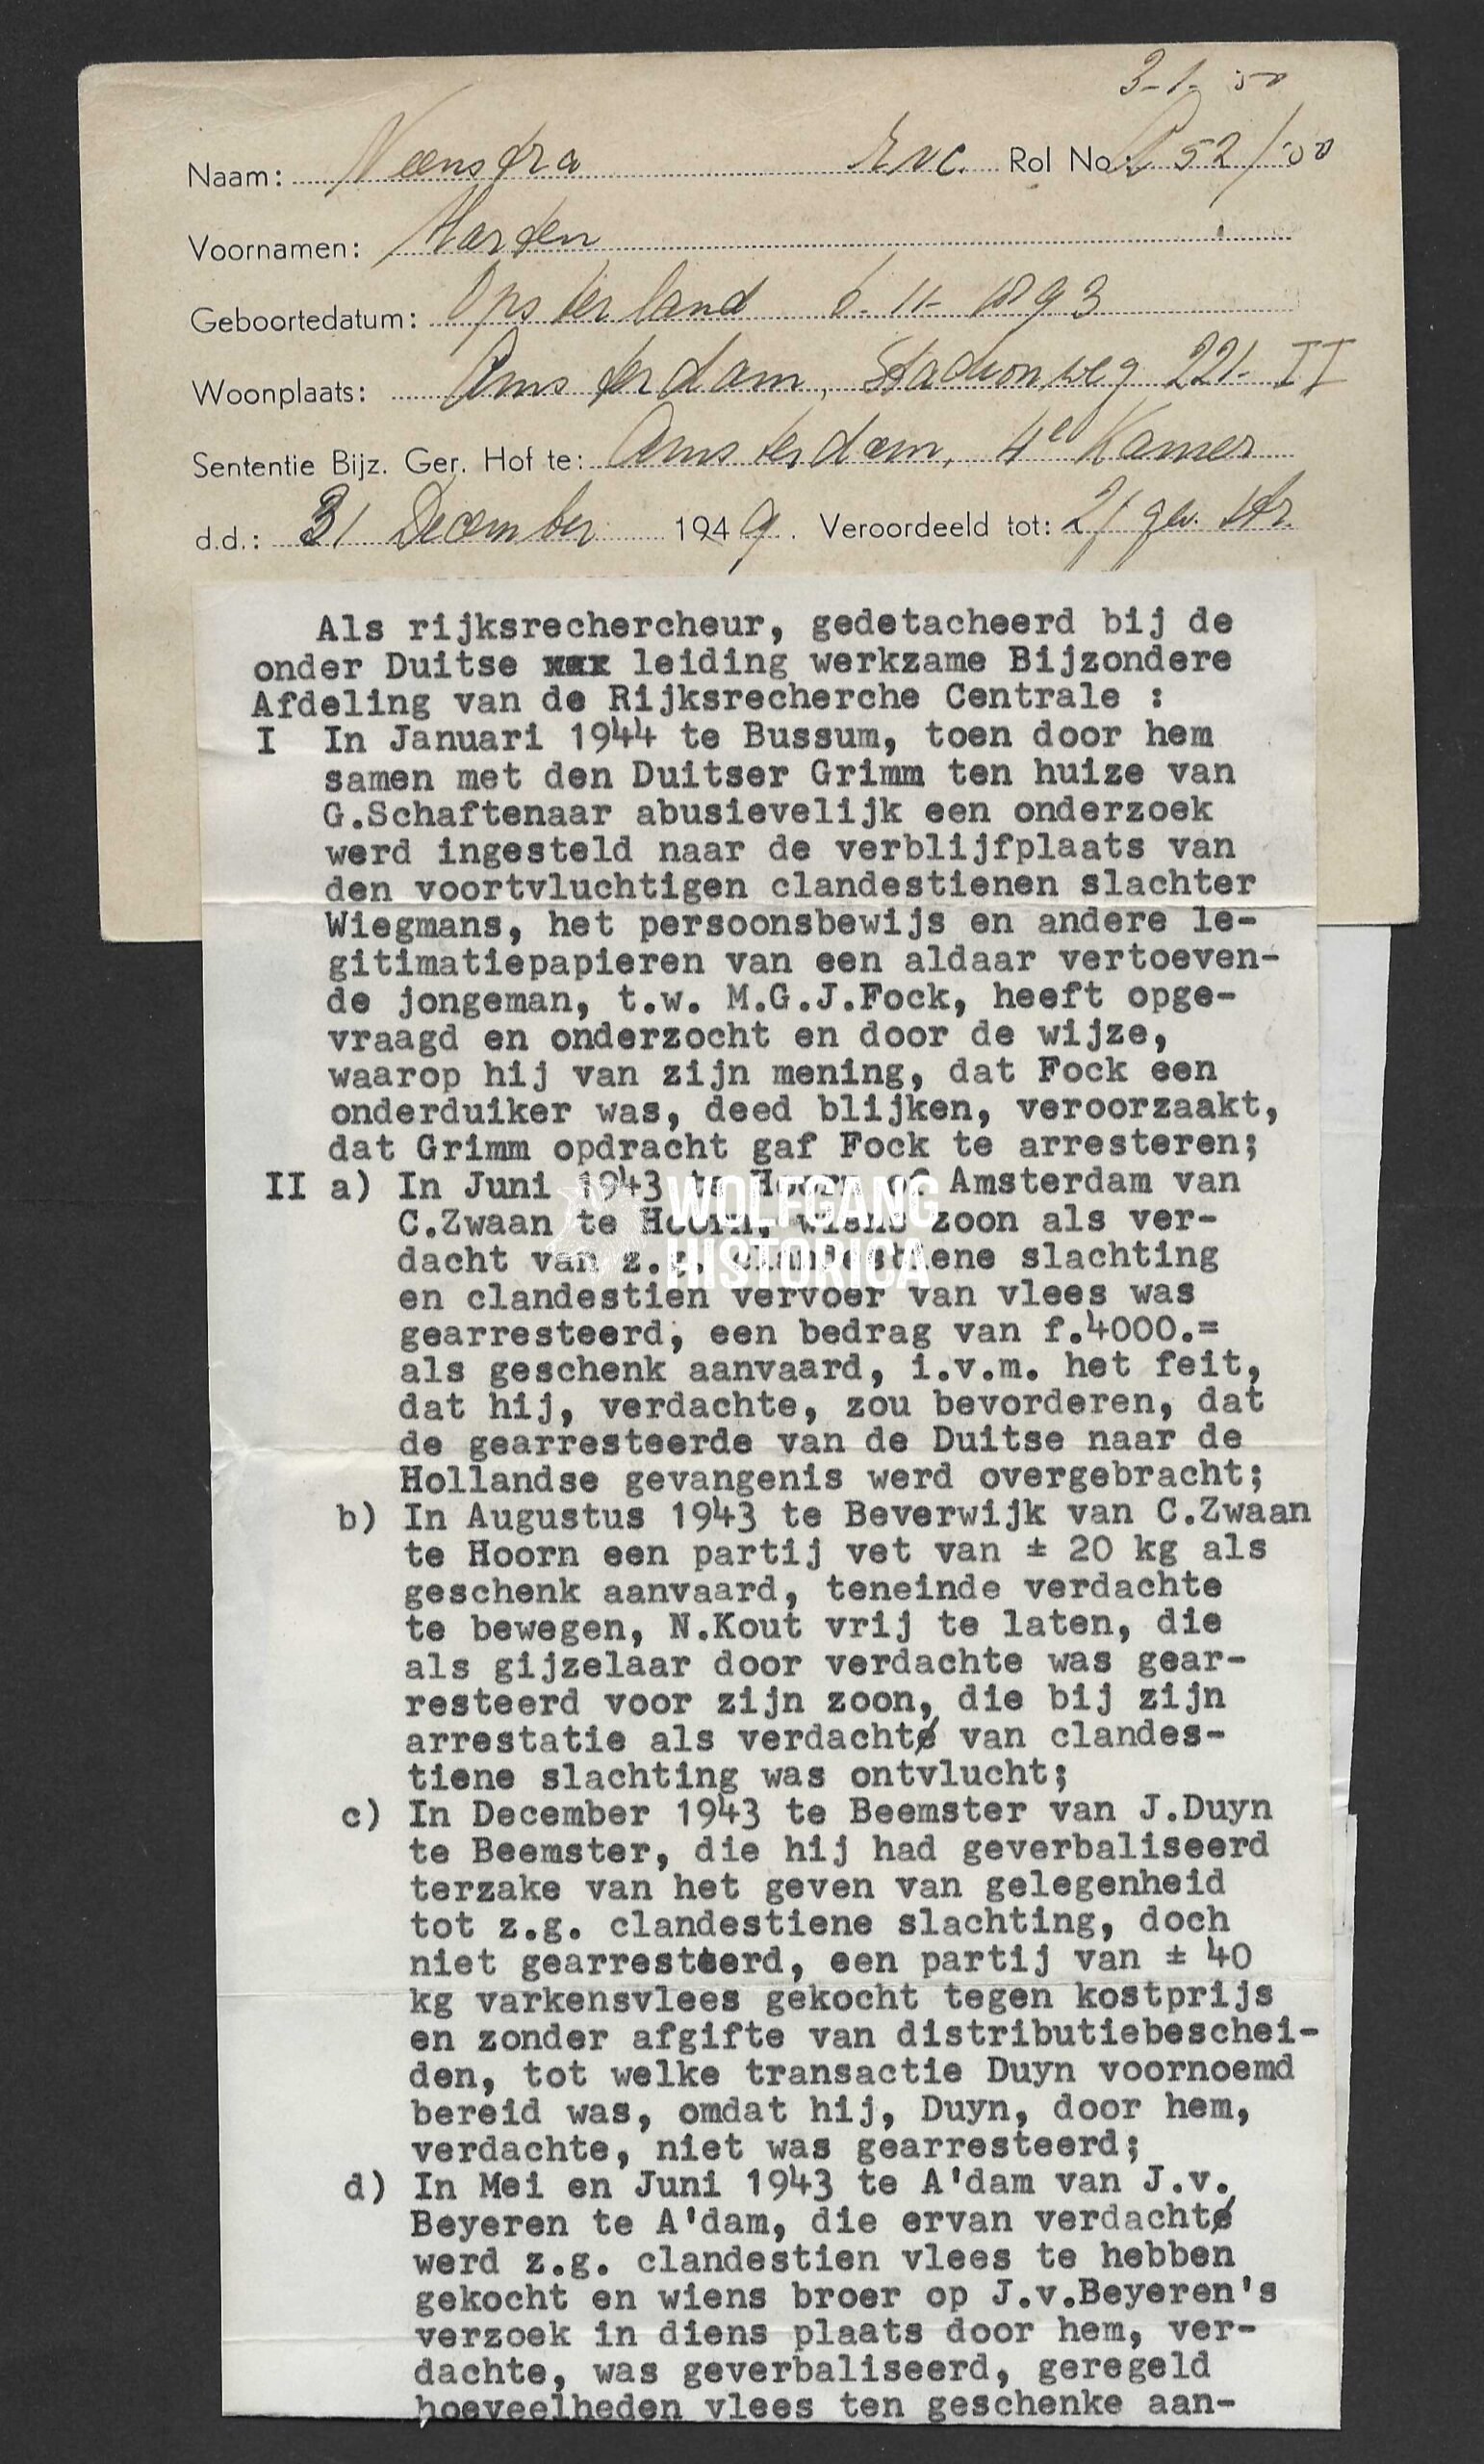 3-1-50
Naam: Veenstra Rol No: 52/50
Voornamen: Marten
Geboortedatum: Opsterland 6-11-1893
Woonplaats: Amsterdam, Stadionweg 221-II
Sententie Bijz. Ger. Hof te: Amsterdam, 4e Kamer
d.d.: 31 December 1949. Veroordeeld tot: gev. str.
Als rijksrechercheur, gedetacheerd bij de
onder Duitse leiding werkzame Bijzondere
Afdeling van de Rijksrecherche Centrale :
I In Januari 1944 te Bussum, toen door hem
samen met den Duitser Grimm ten huize van
G.Schaftenaar abusievelijk een onderzoek
werd ingesteld naar de verblijfplaats van
den voortvluchtigen clandestienen slachter
Wiegmans, het persoonsbewijs en andere le-
gitimatiepapieren van een aldaar vertoeven-
de jongeman, t.w. M.G.J.Fock, heeft opge-
vraagd en onderzocht en door de wijze,
waarop hij van zijn mening, dat Fock een
onderduiker was, deed blijken, veroorzaakt,
dat Grimm opdracht gaf Fock te arresteren;
II a) In Juni 1943 te Hoorn of Amsterdam van
C.Zwaan te Hoorn, wiens zoon als ver-
dacht van z.g. clandestiene slachting
en clandestien vervoer van vlees was
gearresteerd, een bedrag van f.4000.=
als geschenk aanvaard, i.v.m. het feit,
dat hij, verdachte, zou bevorderen, dat
de gearresteerde van de Duitse naar de
Hollandse gevangenis werd overgebracht;
b) In Augustus 1943 te Beverwijk van C.Zwaan
te Hoorn een partij vet van ± 20 kg als
geschenk aanvaard, teneinde verdachte
te bewegen, N.Kout vrij te laten, die
als gijzelaar door verdachte was gear-
resteerd voor zijn zoon, die bij zijn
arrestatie als verdacht van clandes-
tiene slachting was ontvlucht;
c) In December 1943 te Beemster van J.Duyn
te Beemster, die hij had geverbaliseerd
terzake van het geven van gelegenheid
tot z.g. clandestiene slachting, doch
niet gearresteerd, een partij van ± 40
kg varkensvlees gekocht tegen kostprijs
en zonder afgifte van distributiebeschei-
den, tot welke transactie Duyn voornoemd
bereid was, omdat hij, Duyn, door hem,
verdachte, niet was gearresteerd;
d) In Mei en Juni 1943 te A'dam van J.v.
Beyeren te A'dam, die ervan verdacht
werd z.g. clandestien vlees te hebben
gekocht en wiens broer op J.v.Beyeren's
verzoek in diens plaats door hem, ver-
dachte, was geverbaliseerd, geregeld
hoeveelheden vlees ten geschenke aan-
WOLFGANG
HISTORICA